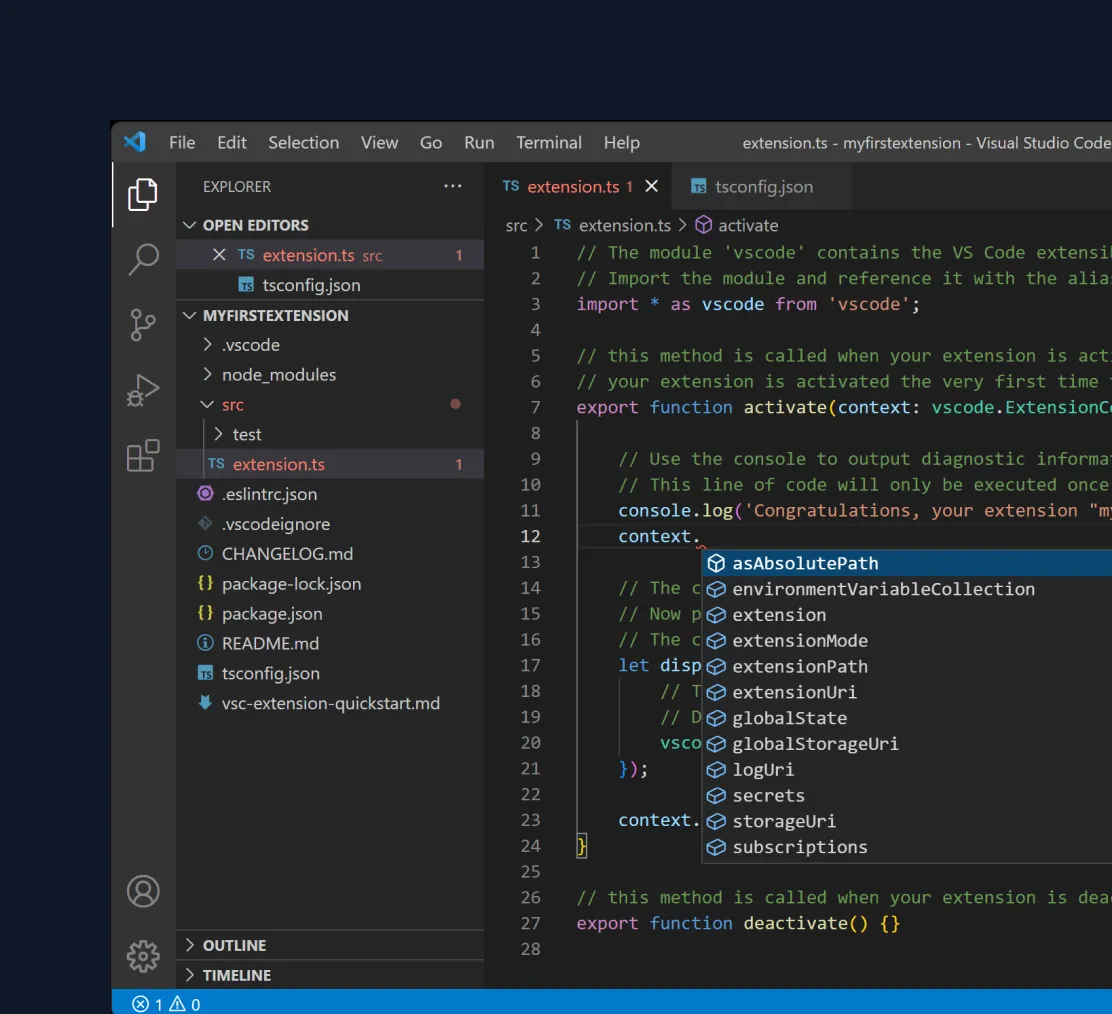 File Edit Selection View Go Run Terminal Help extension.ts - myfirstextension - Visual Studio Code
EXPLORER ···
OPEN EDITORS
TS extension.ts src 1
TS tsconfig.json
MYFIRSTEXTENSION
.vscode
node_modules
src
test
TS extension.ts 1
.eslintrc.json
.vscodeignore
CHANGELOG.md
{} package-lock.json
{} package.json
README.md
TS tsconfig.json
vsc-extension-quickstart.md
OUTLINE
TIMELINE
TS extension.ts 1
TS tsconfig.json
src > TS extension.ts > activate
1 // The module 'vscode' contains the VS Code
2 // Import the module and reference it with the
3 import * as vscode from 'vscode';
4
5 // this method is called when your extension is
6 // your extension is activated the very first time
7 export function activate(context: vscode.
8
9 // Use the console to output diagnostic
10 // This line of code will only be executed once
11 console.log('Congratulations, your extension "my
12 context.
13
14 // The c
15 // Now p
16 // The c
17 let disp
18 // T
19 // D
20 vsco
21 });
22
23 context.
24 }
25
26 // this method is called when your extension is
27 export function deactivate() {}
28
asAbsolutePath
environmentVariableCollection
extension
extensionMode
extensionPath
extensionUri
globalState
globalStorageUri
logUri
secrets
storageUri
subscriptions
1 0